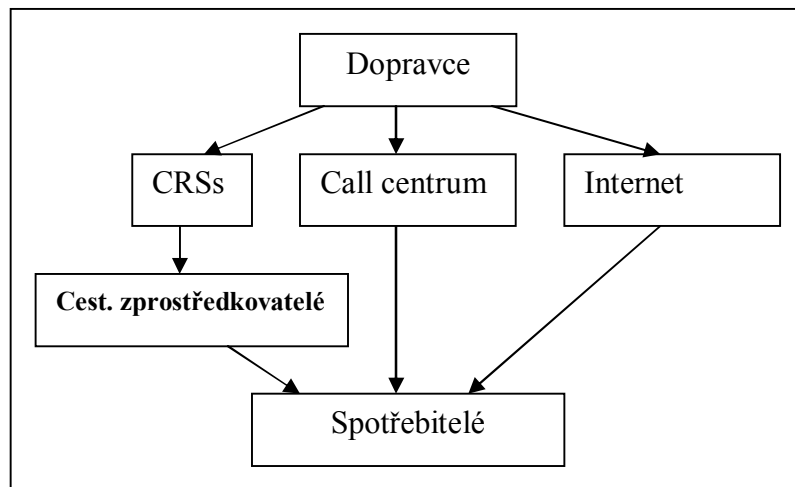 Dopravce
CRSs
Call centrum
Internet
Cest. zprostředkovatelé
Spotřebitelé